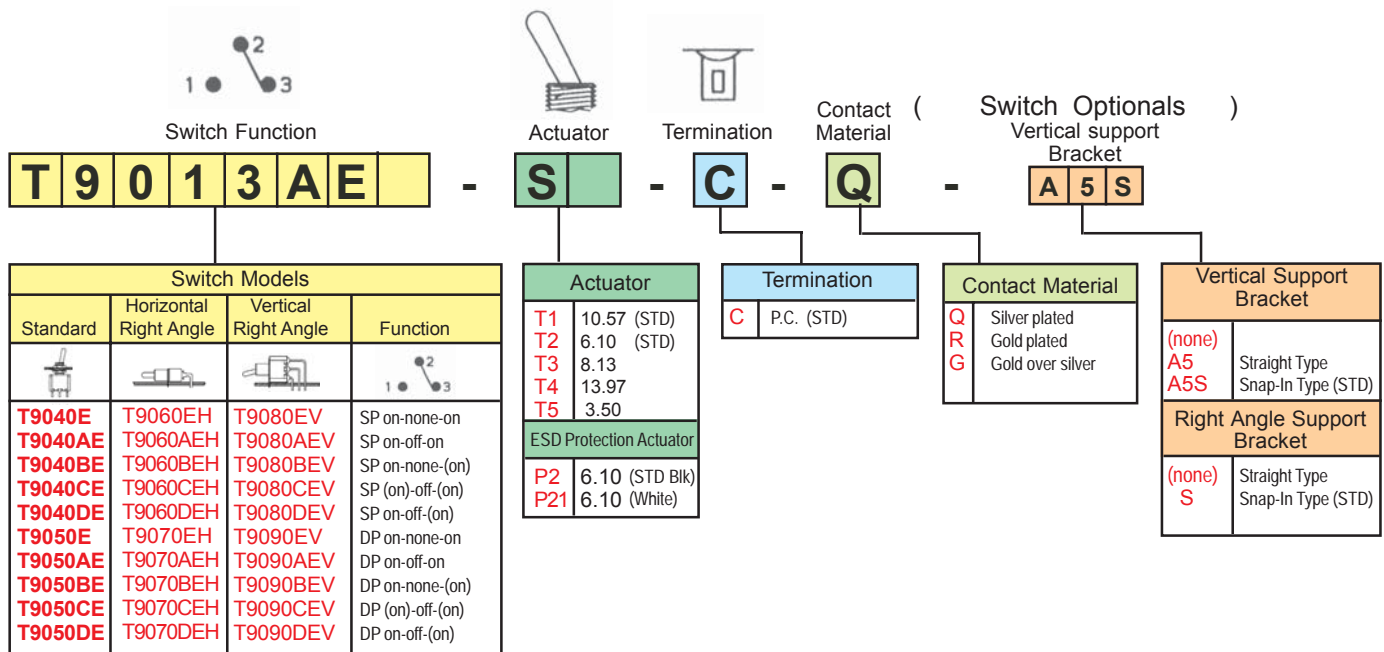 2
1 3
Switch Function
Actuator
Termination
Contact
Material
( Switch Optionals )
Vertical support
Bracket
T 9 0 1 3 A E - S - C - Q - A 5 S
Switch Models
Standard
Horizontal
Right Angle
Vertical
Right Angle
Function
2
1 3
T9040E T9060EH T9080EV SP on-none-on
T9040AE T9060AEH T9080AEV SP on-off-on
T9040BE T9060BEH T9080BEV SP on-none-(on)
T9040CE T9060CEH T9080CEV SP (on)-off-(on)
T9040DE T9060DEH T9080DEV SP on-off-(on)
T9050E T9070EH T9090EV DP on-none-on
T9050AE T9070AEH T9090AEV DP on-off-on
T9050BE T9070BEH T9090BEV DP on-none-(on)
T9050CE T9070CEH T9090CEV DP (on)-off-(on)
T9050DE T9070DEH T9090DEV DP on-off-(on)
Actuator
T1 10.57 (STD)
T2 6.10 (STD)
T3 8.13
T4 13.97
T5 3.50
ESD Protection Actuator
P2 6.10 (STD Blk)
P21 6.10 (White)
Termination
C P.C. (STD)
Contact Material
Q Silver plated
R Gold plated
G Gold over silver
Vertical Support
Bracket
(none)
A5 Straight Type
A5S Snap-In Type (STD)
Right Angle Support
Bracket
(none) Straight Type
S Snap-In Type (STD)